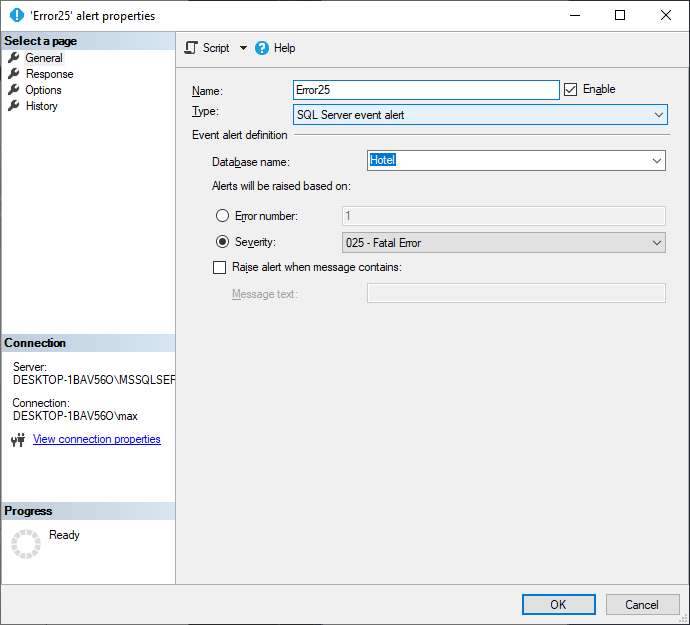 'Error25' alert properties
Select a page
General
Response
Options
History
Script
Help
Name:
Error25
Enable
Type:
SQL Server event alert
Event alert definition
Database name:
Hotel
Alerts will be raised based on:
Error number:
1
Severity:
025 - Fatal Error
Raise alert when message contains:
Message text:
Connection
Server:
DESKTOP-1BAV56O\MSSQLSER
Connection:
DESKTOP-1BAV56O\max
View connection properties
Progress
Ready
OK
Cancel